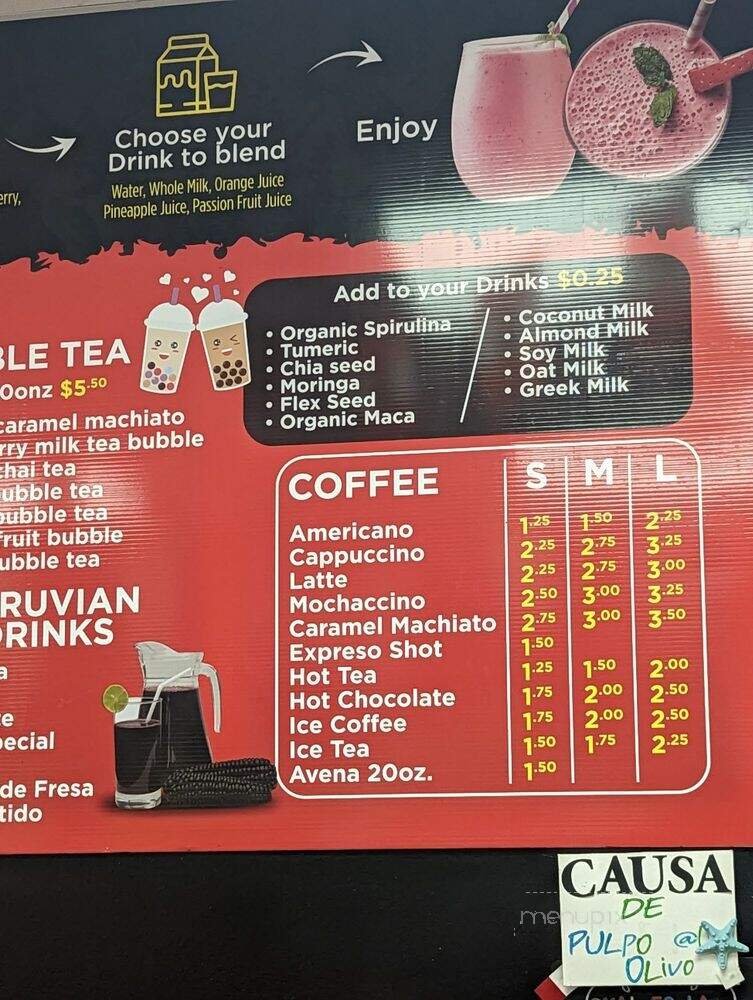 Choose your
Drink to blend
Water, Whole Milk, Orange Juice
Pineapple Juice, Passion Fruit Juice
Enjoy
Add to your Drinks $0.25
• Organic Spirulina
• Tumeric
• Chia seed
• Moringa
• Flex Seed
• Organic Maca
• Coconut Milk
• Almond Milk
• Soy Milk
• Oat Milk
• Greek Milk
BLE TEA
0onz $5.50
caramel machiato
rry milk tea bubble
chai tea
ubble tea
bubble tea
fruit bubble
ubble tea
RUVIAN
DRINKS
ecial
de Fresa
tido
COFFEE S M L
Americano 1.25 1.50 2.25
Cappuccino 2.25 2.75 3.25
Latte 2.25 2.75 3.00
Mochaccino 2.50 3.00 3.25
Caramel Machiato 2.75 3.00 3.50
Expreso Shot 1.50
Hot Tea 1.25 1.50 2.00
Hot Chocolate 1.75 2.00 2.50
Ice Coffee 1.75 2.00 2.50
Ice Tea 1.50 1.75 2.25
Avena 20oz. 1.50
CAUSA
DE
PULPO @l
OLivo